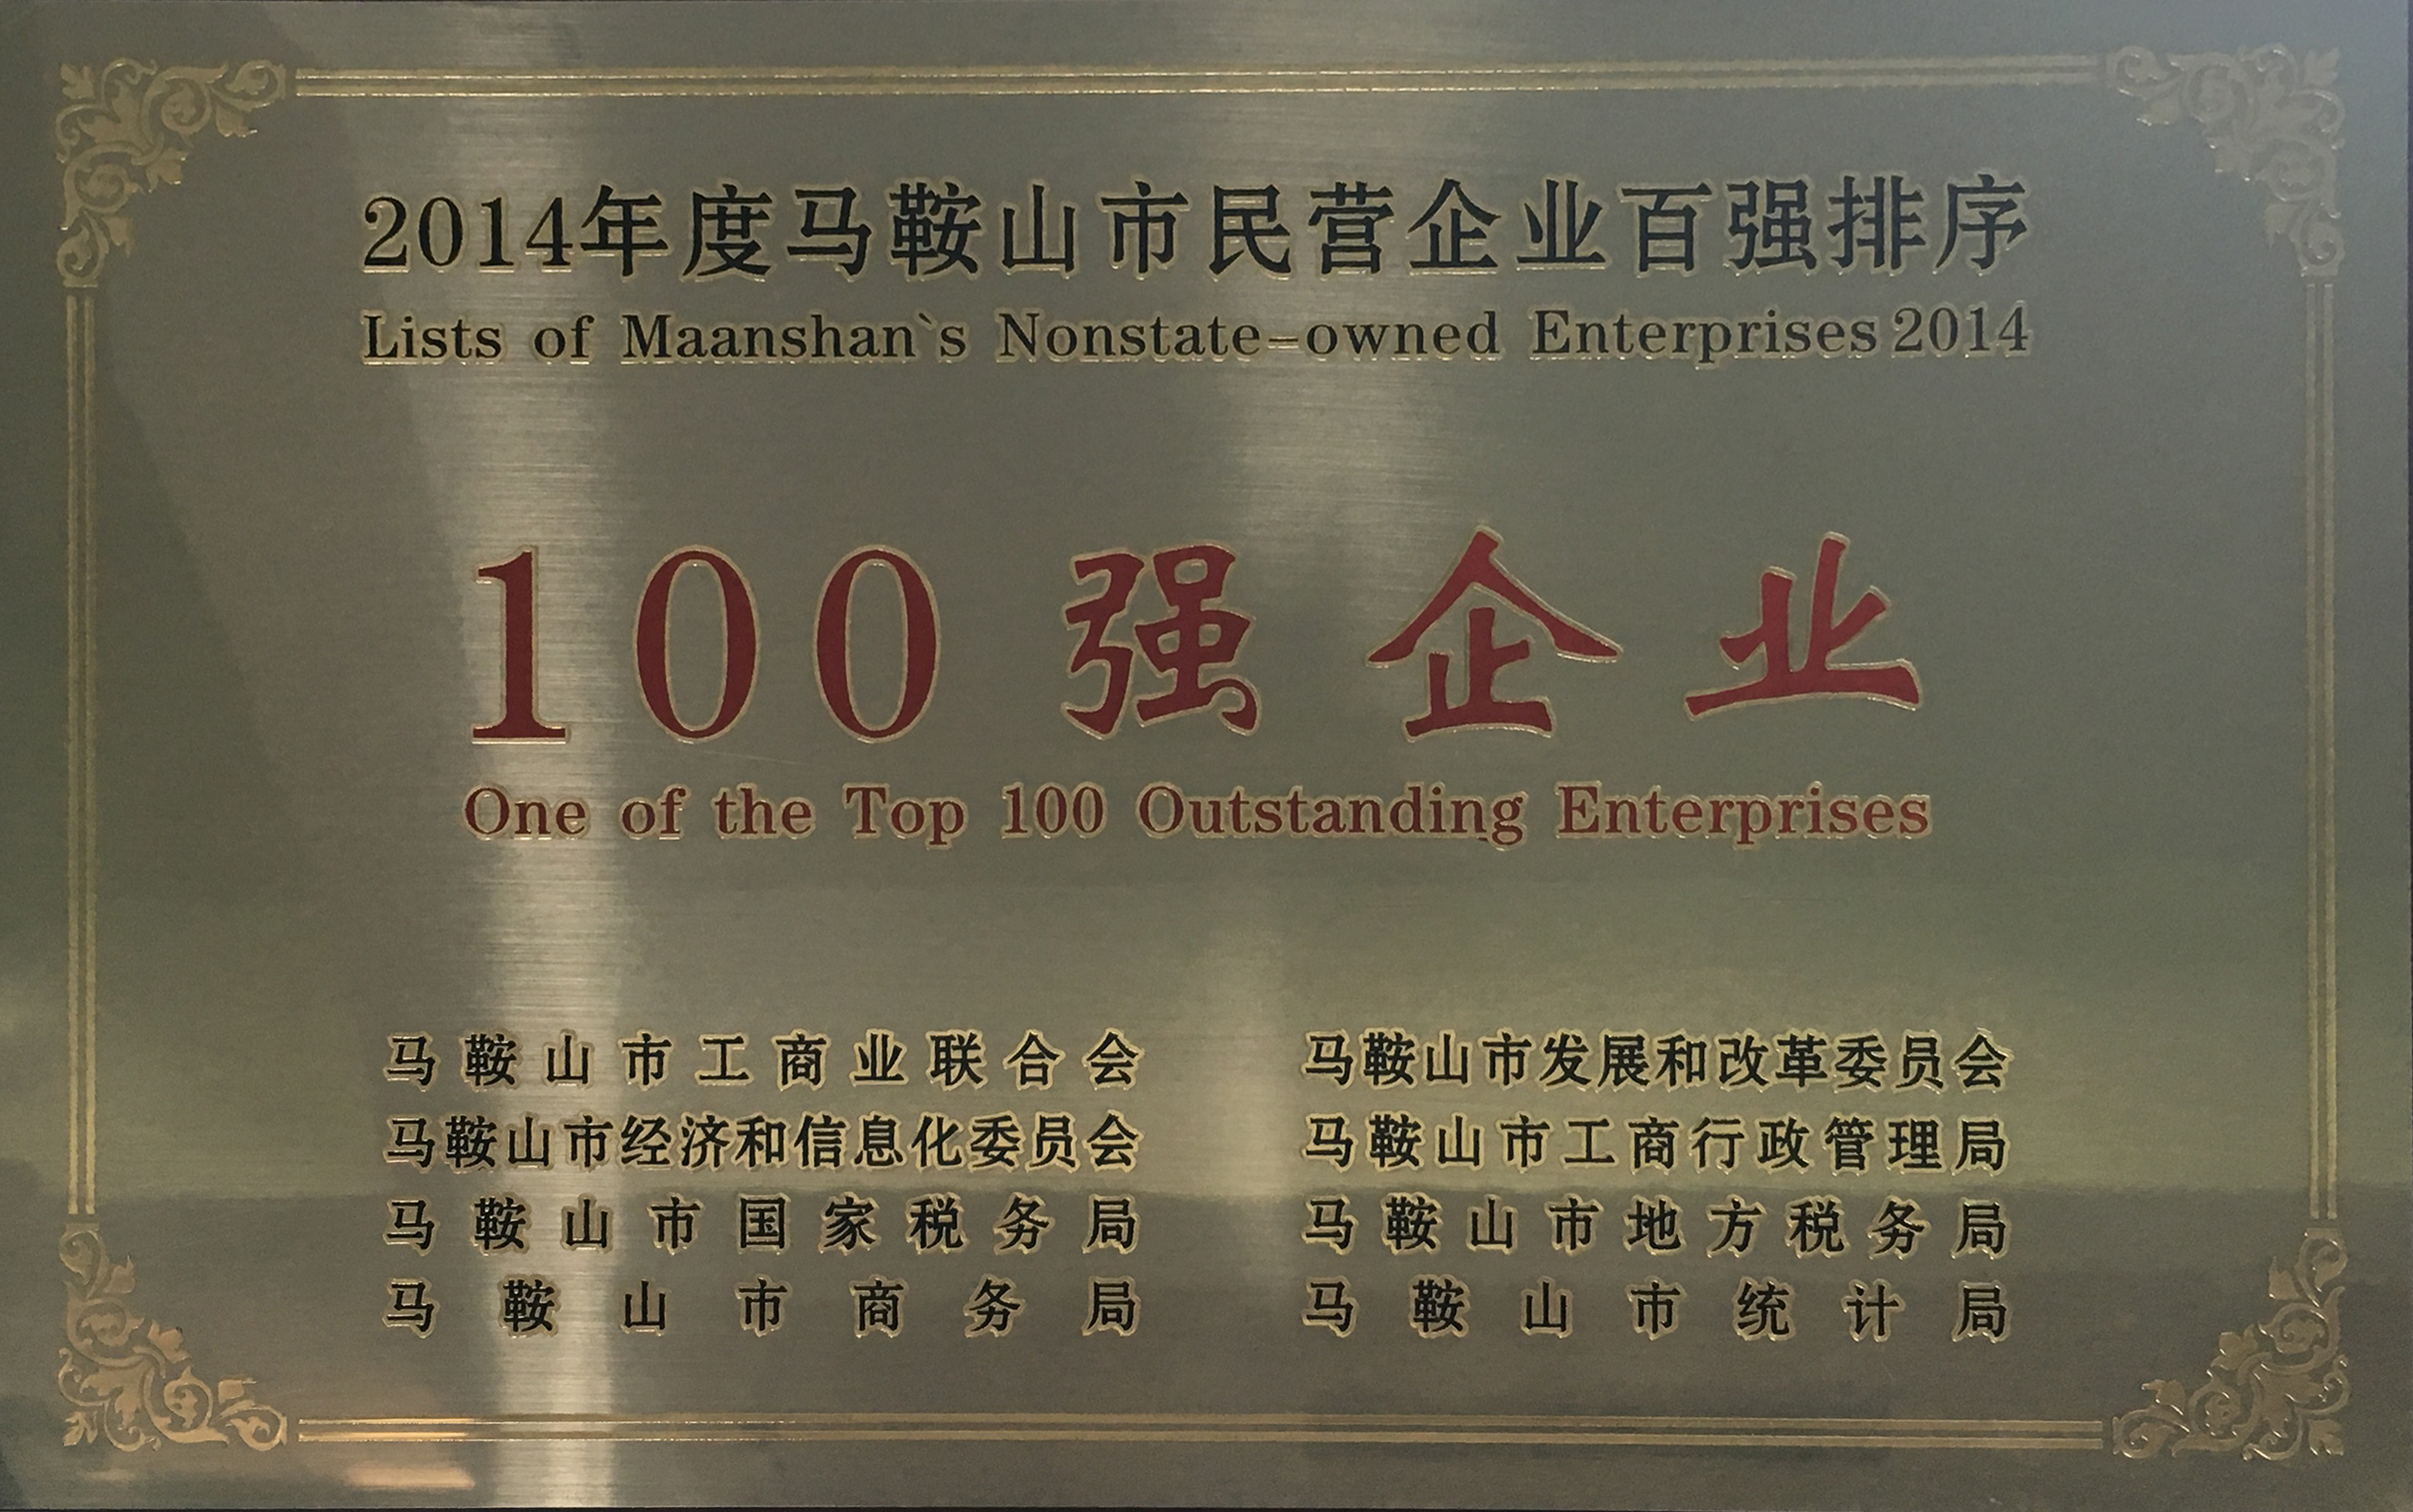 2014年度马鞍山市民营企业百强排序
Lists of Maanshan`s Nonstate-owned Enterprises 2014
100强企业
One of the Top 100 Outstanding Enterprises
马鞍山市工商业联合会
马鞍山市发展和改革委员会
马鞍山市经济和信息化委员会
马鞍山市工商行政管理局
马鞍山市国家税务局
马鞍山市地方税务局
马鞍山市商务局
马鞍山市统计局